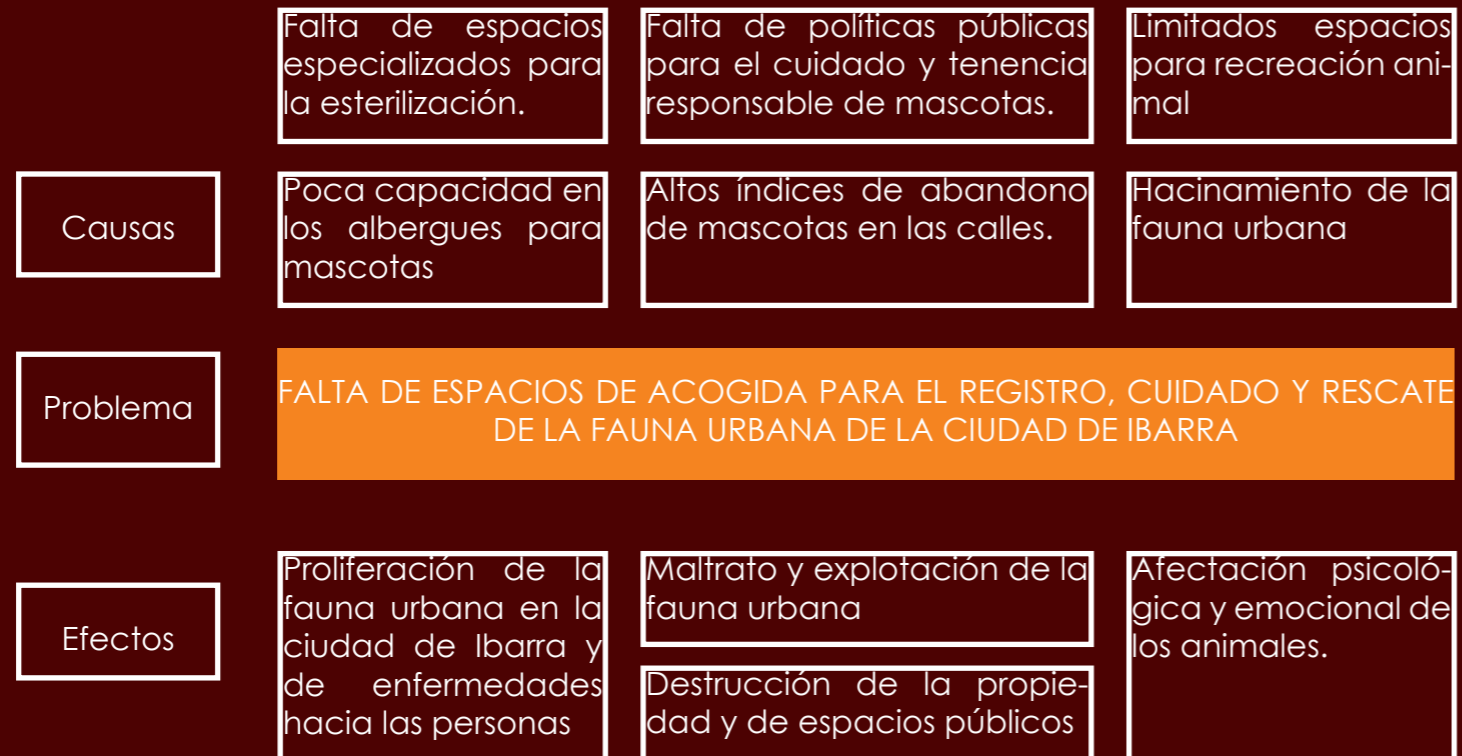 Falta de espacios
especializados para
la esterilización.
Falta de políticas públicas
para el cuidado y tenencia
responsable de mascotas.
Limitados espacios
para recreación ani-
mal
Causas
Poca capacidad en
los albergues para
mascotas
Altos índices de abandono
de mascotas en las calles.
Hacinamiento de la
fauna urbana
Problema
FALTA DE ESPACIOS DE ACOGIDA PARA EL REGISTRO, CUIDADO Y RESCATE
DE LA FAUNA URBANA DE LA CIUDAD DE IBARRA
Efectos
Proliferación de la
fauna urbana en la
ciudad de Ibarra y
de enfermedades
hacia las personas
Maltrato y explotación de la
fauna urbana
Destrucción de la propie-
dad y de espacios públicos
Afectación psicoló-
gica y emocional de
los animales.